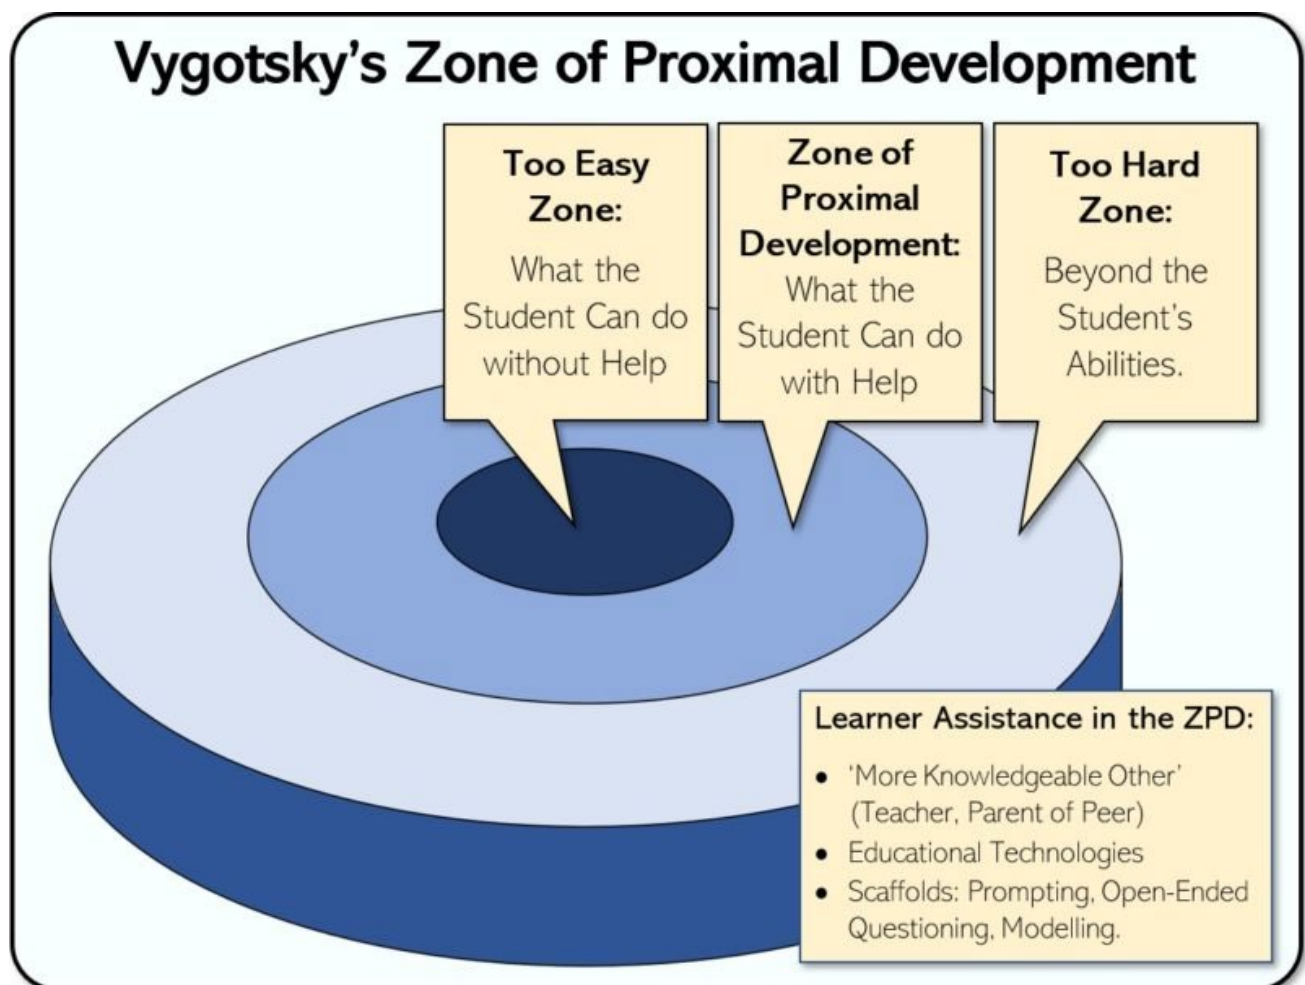 Vygotsky's Zone of Proximal Development
Too Easy
Zone:
What the
Student Can do
without Help
Zone of
Proximal
Development:
What the
Student Can do
with Help
Too Hard
Zone:
Beyond the
Student's
Abilities.
Learner Assistance in the ZPD:
• 'More Knowledgeable Other'
(Teacher, Parent of Peer)
• Educational Technologies
• Scaffolds: Prompting, Open-Ended
Questioning, Modelling.